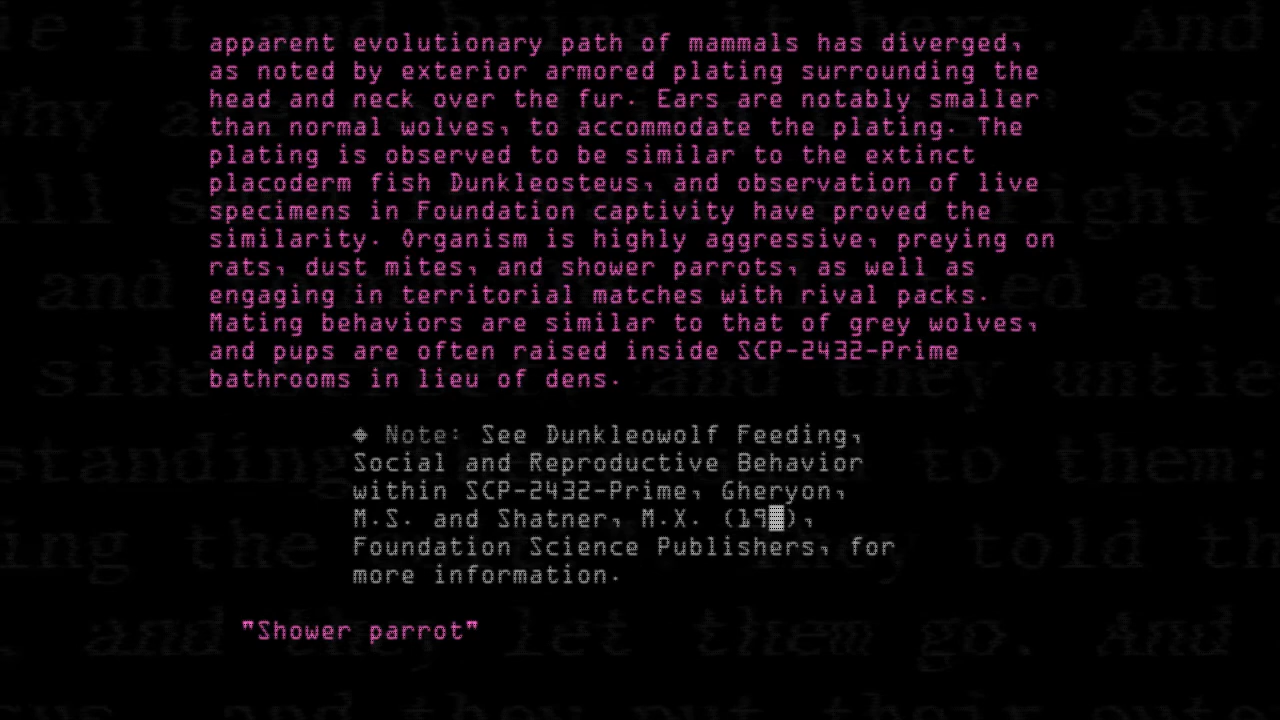 apparent evolutionary path of mammals has diverged,
as noted by exterior armored plating surrounding the
head and neck over the fur. Ears are notably smaller
than normal wolves, to accommodate the plating. The
plating is observed to be similar to the extinct
placoderm fish Dunkleosteus, and observation of live
specimens in Foundation captivity have proved the
similarity. Organism is highly aggressive, preying on
rats, dust mites, and shower parrots, as well as
engaging in territorial matches with rival packs.
Mating behaviors are similar to that of grey wolves,
and pups are often raised inside SCP-2432-Prime
bathrooms in lieu of dens.
◆ Note: See Dunkleowolf Feeding,
Social and Reproductive Behavior
within SCP-2432-Prime, Gheryon,
M.S. and Shatner, M.X. (19█),
Foundation Science Publishers, for
more information.
"Shower parrot"